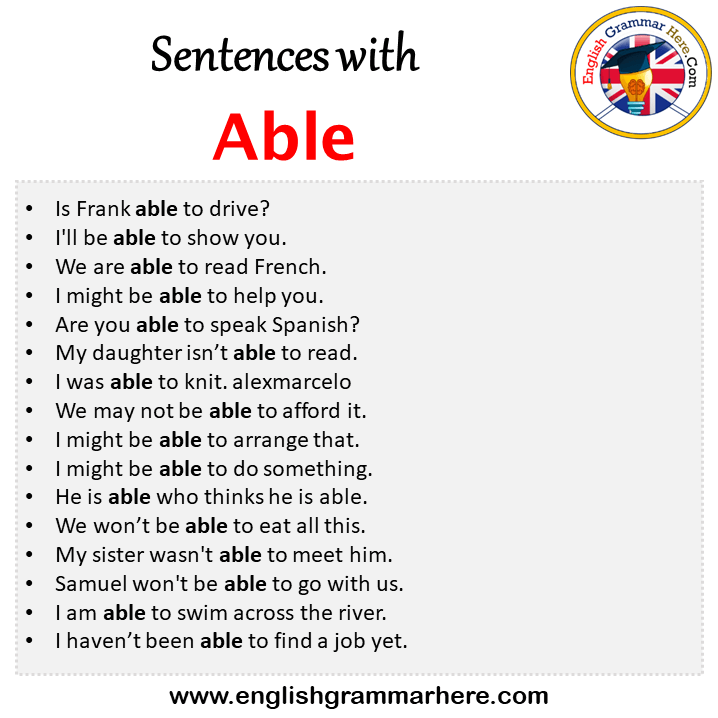 Sentences with
English Grammar Here.Com
Able
• Is Frank able to drive?
• I'll be able to show you.
• We are able to read French.
• I might be able to help you.
• Are you able to speak Spanish?
• My daughter isn’t able to read.
• I was able to knit. alexmarcelo
• We may not be able to afford it.
• I might be able to arrange that.
• I might be able to do something.
• He is able who thinks he is able.
• We won’t be able to eat all this.
• My sister wasn't able to meet him.
• Samuel won't be able to go with us.
• I am able to swim across the river.
• I haven’t been able to find a job yet.
www.englishgrammarhere.com